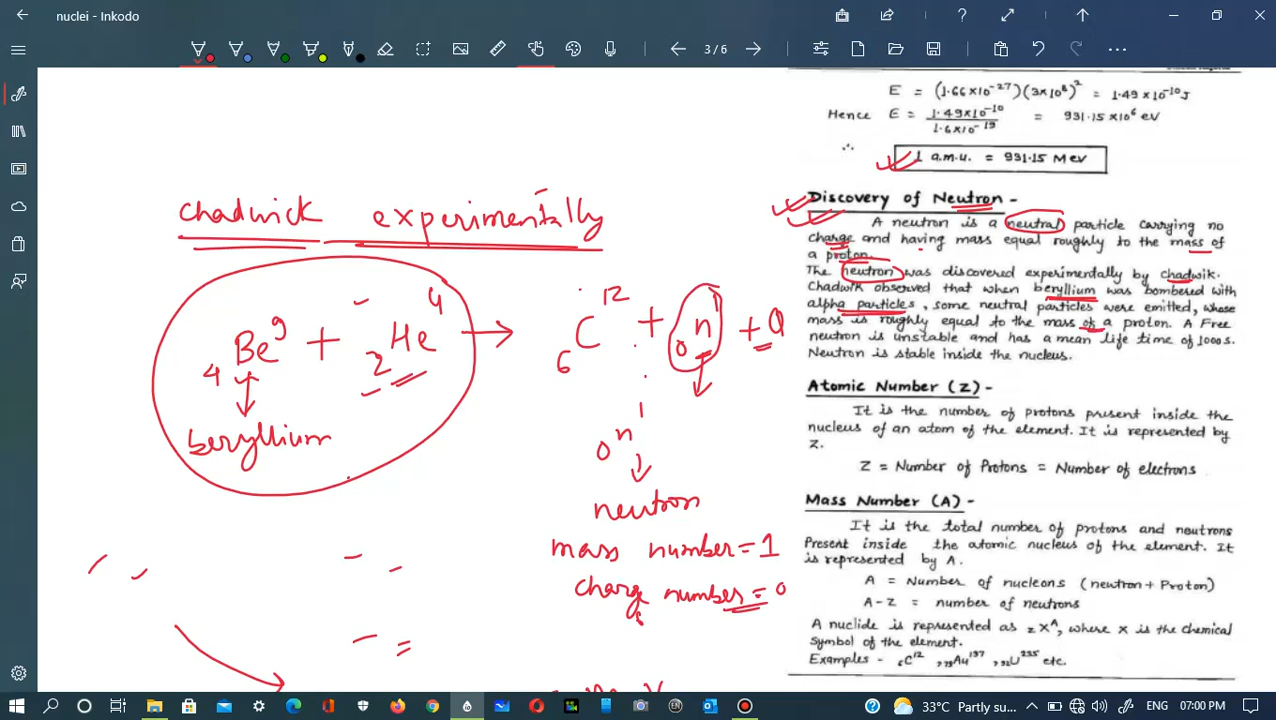 nuclei - Inkodo
3/6
E = (1.66×10⁻²⁷)(3×10⁸)² = 1.49×10⁻¹⁰J
Hence E = 1.49×10⁻¹⁰ / 1.6×10⁻¹⁹ = 931.15×10⁶ eV
∴ 1 a.m.u. = 931.15 MeV
Discovery of Neutron -
A neutron is a neutral particle carrying no
charge and having mass equal roughly to the mass of
a proton.
The neutron was discovered experimentally by chadwik.
Chadwik observed that when beryllium was bombered with
alpha particles, some neutral particles were emitted, whose
mass is roughly equal to the mass of a proton. A Free
neutron is unstable and has a mean life time of 1000s.
Neutron is stable inside the nucleus.
Atomic Number (Z) -
It is the number of protons present inside the
nucleus of an atom of the element. It is represented by
Z.
Z = Number of Protons = Number of electrons
Mass Number (A) -
It is the total number of protons and neutrons
Present inside the atomic nucleus of the element. It
is represented by A.
A = Number of nucleons (neutron + Proton)
A-Z = number of neutrons
A nuclide is represented as zXᴬ, where X is the chemical
symbol of the element.
Examples - ₆C¹², ₇₉Au¹⁹⁷, ₉₂U²³⁵ etc.
chadwick experimentally
₄Be⁹ + ₂He⁴ → ₆C¹² + ₀n¹ + Q
beryllium
₀n¹
neutron
mass number = 1
charge number = 0
33°C Partly su...
ENG
07:00 PM